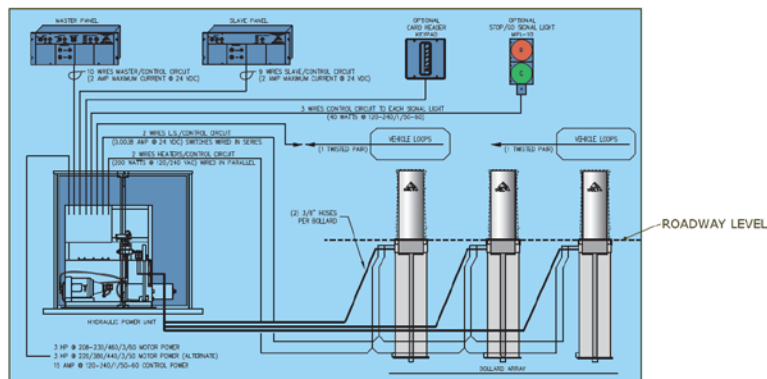 MASTER PANEL
SLAVE PANEL
OPTIONAL
CARD READER
KEYPAD
OPTIONAL
STOP/GO SIGNAL LIGHT
10 WIRES MASTER/CONTROL CIRCUIT
(2 AMP MAXIMUM CURRENT @ 24 VDC)
9 WIRES SLAVE/CONTROL CIRCUIT
(2 AMP MAXIMUM CURRENT @ 24 VDC)
3 WIRES CONTROL CIRCUIT TO EACH SIGNAL LIGHT
(40 WATTS @ 120-240/1/50-60)
2 WIRES L.S./CONTROL CIRCUIT
SWITCHES WIRED IN SERIES
2 WIRES HEATERS/CONTROL CIRCUIT
(200 WATTS @ 120/240 VAC) WIRED IN PARALLEL
VEHICLE LOOPS
(1 TWISTED PAIR)
VEHICLE LOOPS
(1 TWISTED PAIR)
(2) 3/8" HOSES
PER BOLLARD
ROADWAY LEVEL
HYDRAULIC POWER UNIT
3 HP @ 208-230/460/3/60 MOTOR POWER
3 HP @ 220/380/440/3/50 MOTOR POWER (ALTERNATE)
15 AMP @ 120-240/1/50-60 CONTROL POWER
BOLLARD ARRAY